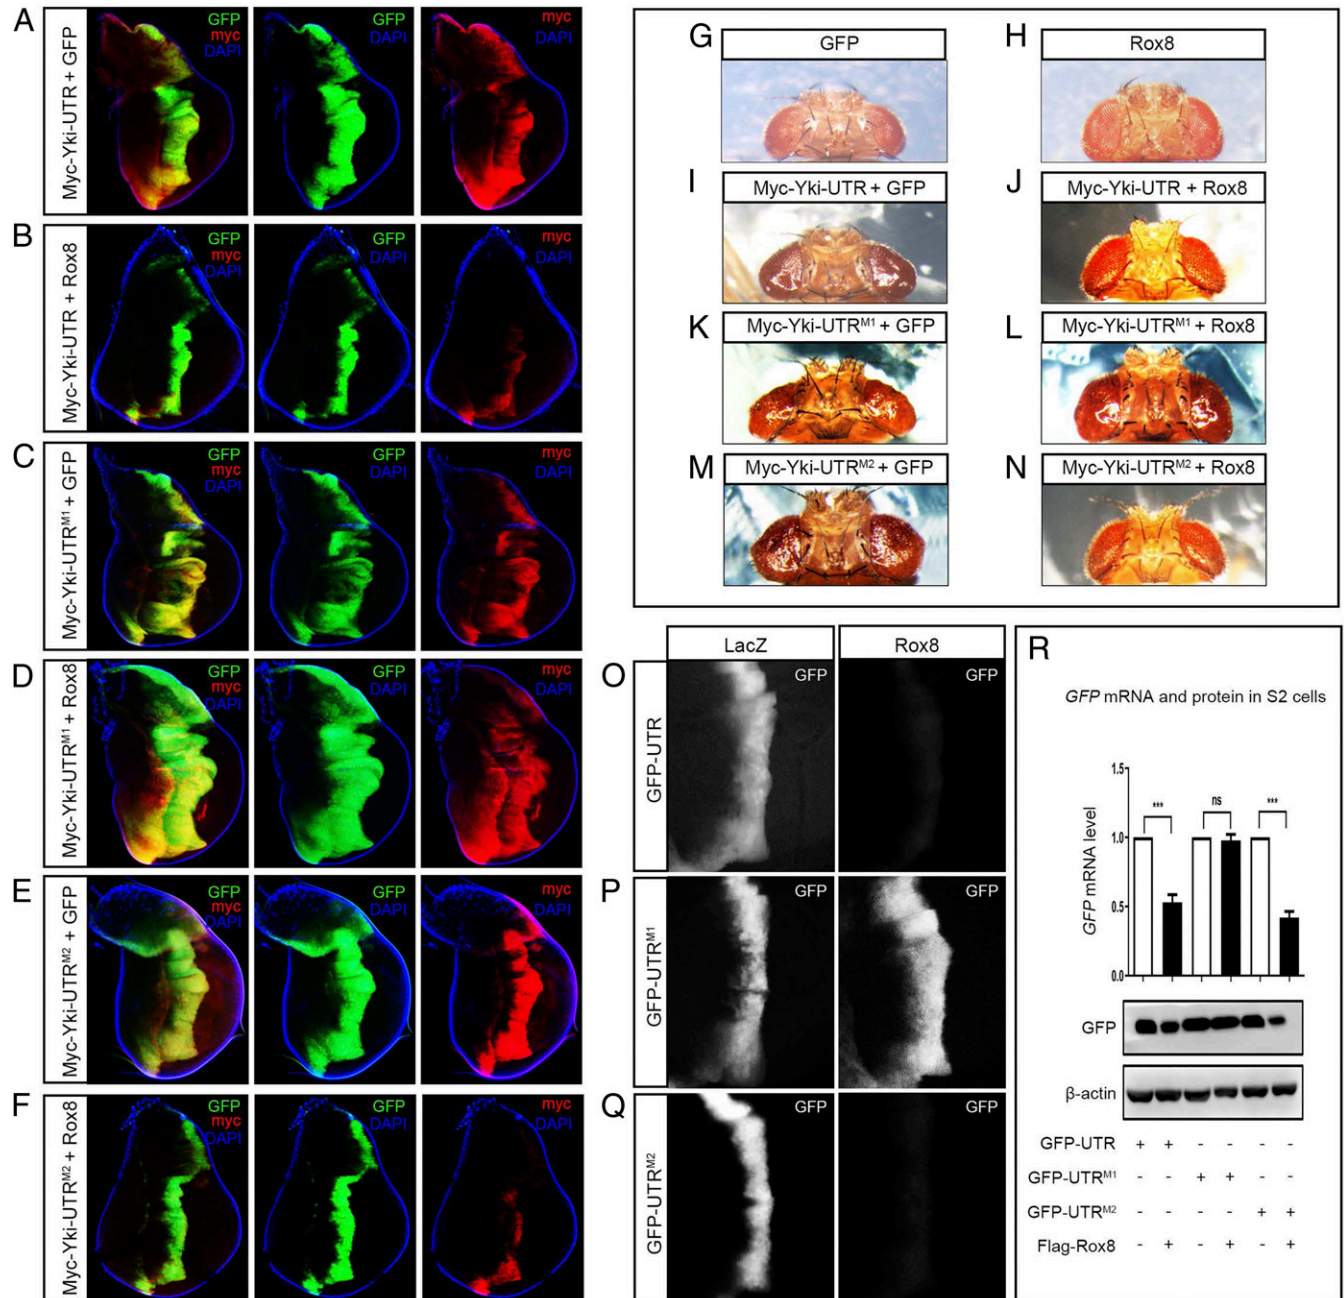 A
Myc-Yki-UTR + GFP
GFP
myc
DAPI
GFP
DAPI
myc
B
Myc-Yki-UTR + Rox8
GFP
myc
DAPI
GFP
DAPI
myc
C
Myc-Yki-UTRM1 + GFP
GFP
myc
DAPI
GFP
DAPI
myc
D
Myc-Yki-UTRM1 + Rox8
GFP
myc
DAPI
GFP
DAPI
myc
E
Myc-Yki-UTRM2 + GFP
GFP
myc
DAPI
GFP
DAPI
myc
F
Myc-Yki-UTRM2 + Rox8
GFP
myc
DAPI
GFP
DAPI
myc
G
GFP
H
Rox8
I
Myc-Yki-UTR + GFP
J
Myc-Yki-UTR + Rox8
K
Myc-Yki-UTRM1 + GFP
L
Myc-Yki-UTRM1 + Rox8
M
Myc-Yki-UTRM2 + GFP
N
Myc-Yki-UTRM2 + Rox8
LacZ
Rox8
O
GFP-UTR
GFP
GFP
P
GFP-UTRM1
GFP
GFP
Q
GFP-UTRM2
GFP
GFP
R
GFP mRNA and protein in S2 cells
GFP mRNA level
1.5
1.0
0.5
0.0
*** ns ***
GFP
β-actin
GFP-UTR + + - - - -
GFP-UTRM1 - - + + - -
GFP-UTRM2 - - - - + +
Flag-Rox8 - + - + - +